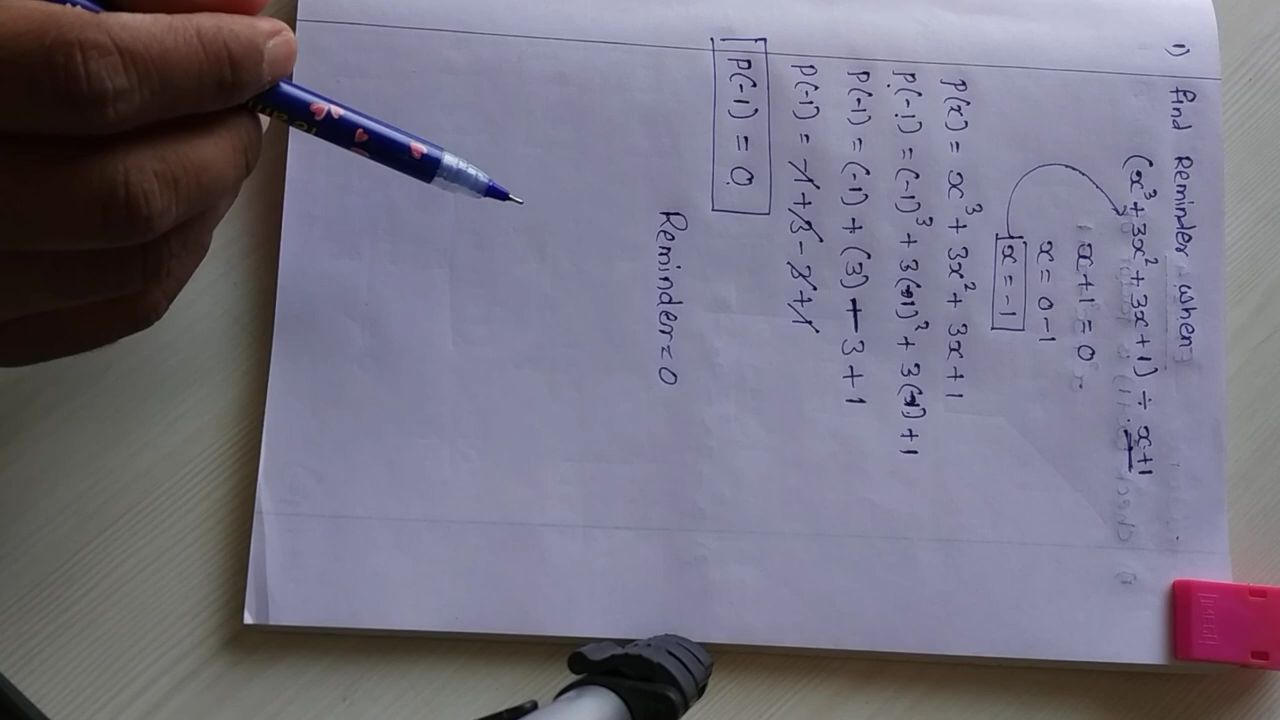 1) find Reminder when
(x³ + 3x² + 3x + 1) ÷ x+1
x + 1 = 0
x = 0 - 1
x = -1
P(x) = x³ + 3x² + 3x + 1
P(-1) = (-1)³ + 3(-1)² + 3(-1) + 1
P(-1) = (-1) + (3) - 3 + 1
P(-1) = -1 + 3 - 3 + 1
P(-1) = 0
Reminder = 0